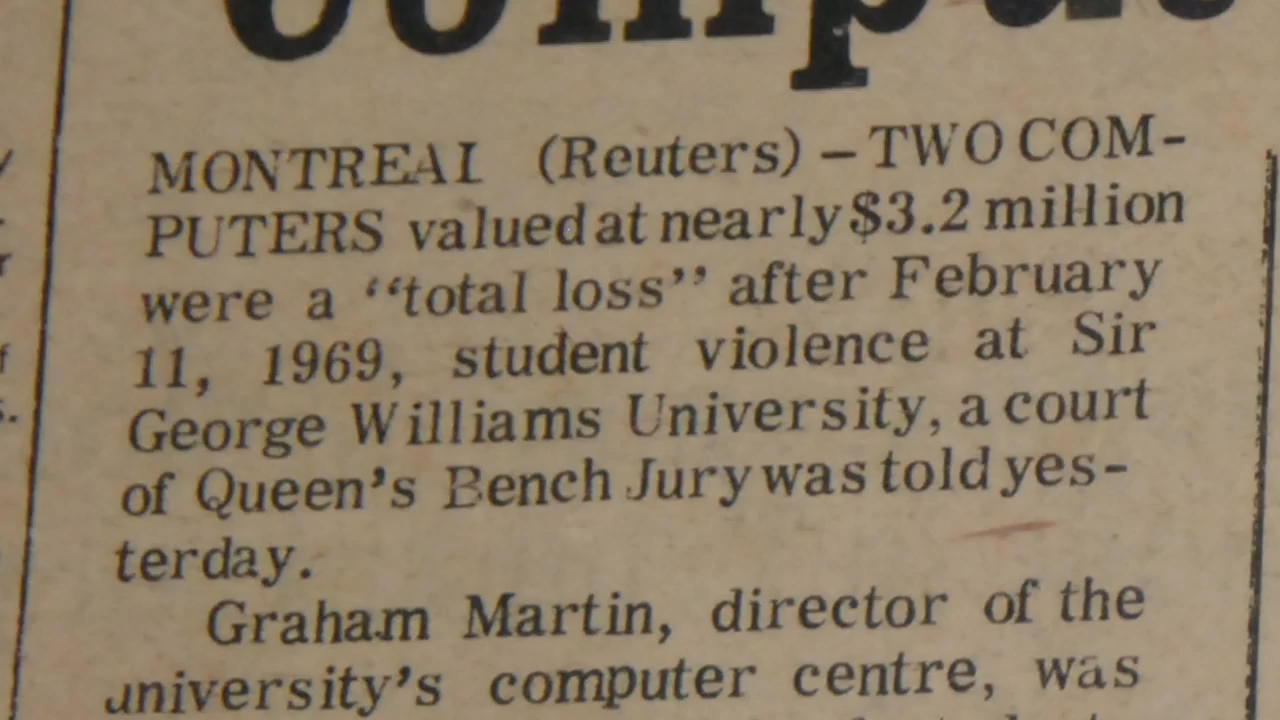 MONTREAL (Reuters) – TWO COM-
PUTERS valued at nearly $3.2 million
were a “total loss” after February
11, 1969, student violence at Sir
George Williams University, a court
of Queen’s Bench Jury was told yes-
terday.
Graham Martin, director of the
university’s computer centre, was